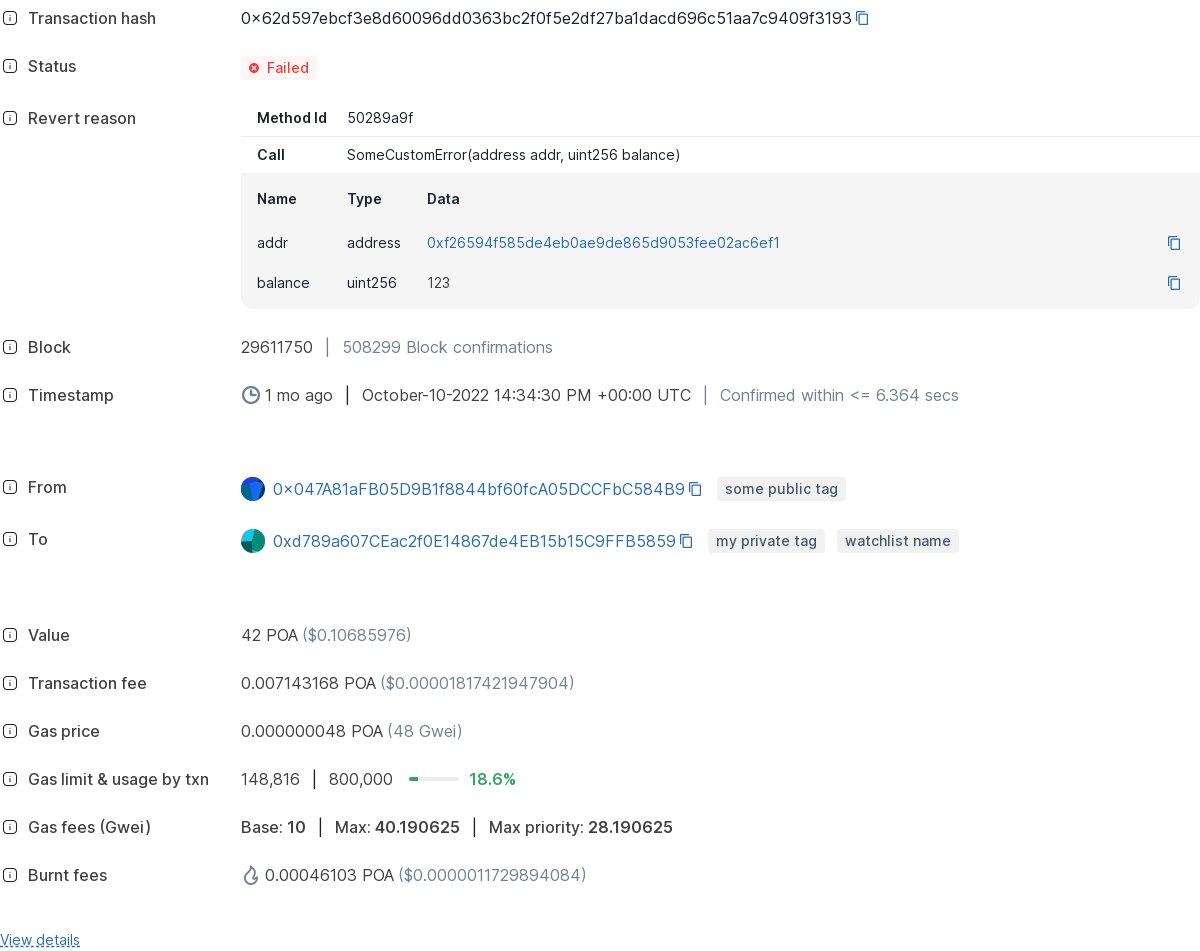 Transaction hash 0x62d597ebcf3e8d60096dd0363bc2f0f5e2df27ba1dacd696c51aa7c9409f3193
Status Failed
Revert reason Method Id 50289a9f
Call SomeCustomError(address addr, uint256 balance)
Name Type Data
addr address 0xf26594f585de4eb0ae9de865d9053fee02ac6ef1
balance uint256 123
Block 29611750 | 508299 Block confirmations
Timestamp 1 mo ago | October-10-2022 14:34:30 PM +00:00 UTC | Confirmed within <= 6.364 secs
From 0x047A81aFB05D9B1f8844bf60fcA05DCCFbC584B9 some public tag
To 0xd789a607CEac2f0E14867de4EB15b15C9FFB5859 my private tag watchlist name
Value 42 POA ($0.10685976)
Transaction fee 0.007143168 POA ($0.00001817421947904)
Gas price 0.000000048 POA (48 Gwei)
Gas limit & usage by txn 148,816 | 800,000 18.6%
Gas fees (Gwei) Base: 10 | Max: 40.190625 | Max priority: 28.190625
Burnt fees 0.00046103 POA ($0.0000011729894084)
View details